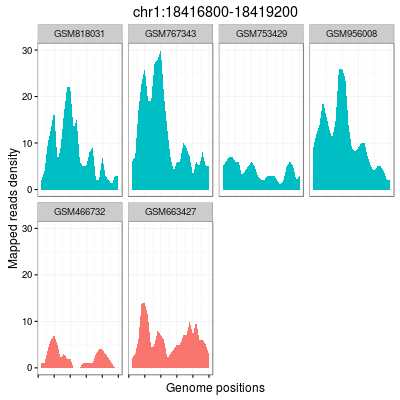 chr1:18416800-18419200
GSM818031 GSM767343 GSM753429 GSM956008
30
20
10
0
GSM466732 GSM663427
30
20
10
0
Mapped reads density
Genome positions